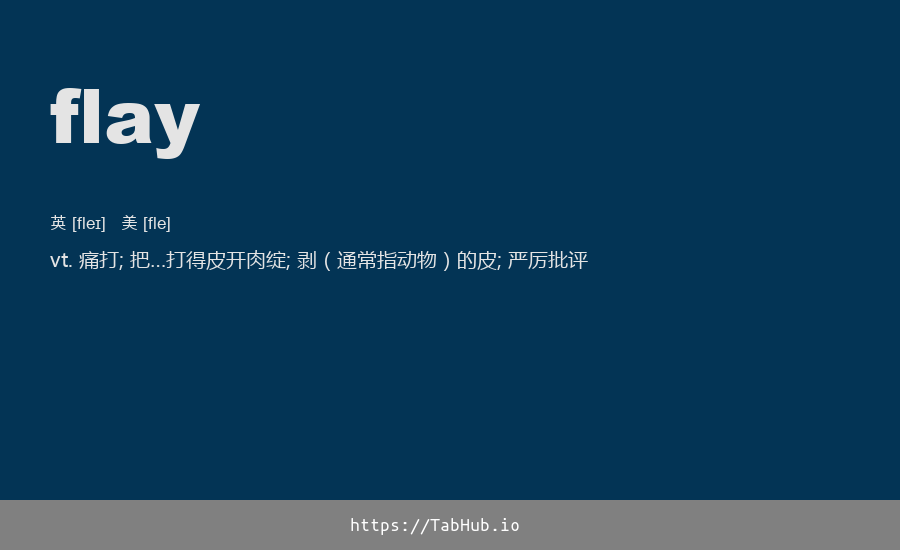 flay
英 [fleɪ] 美 [fle]
vt. 痛打; 把…打得皮开肉绽; 剥（通常指动物）的皮; 严厉批评
https://TabHub.io